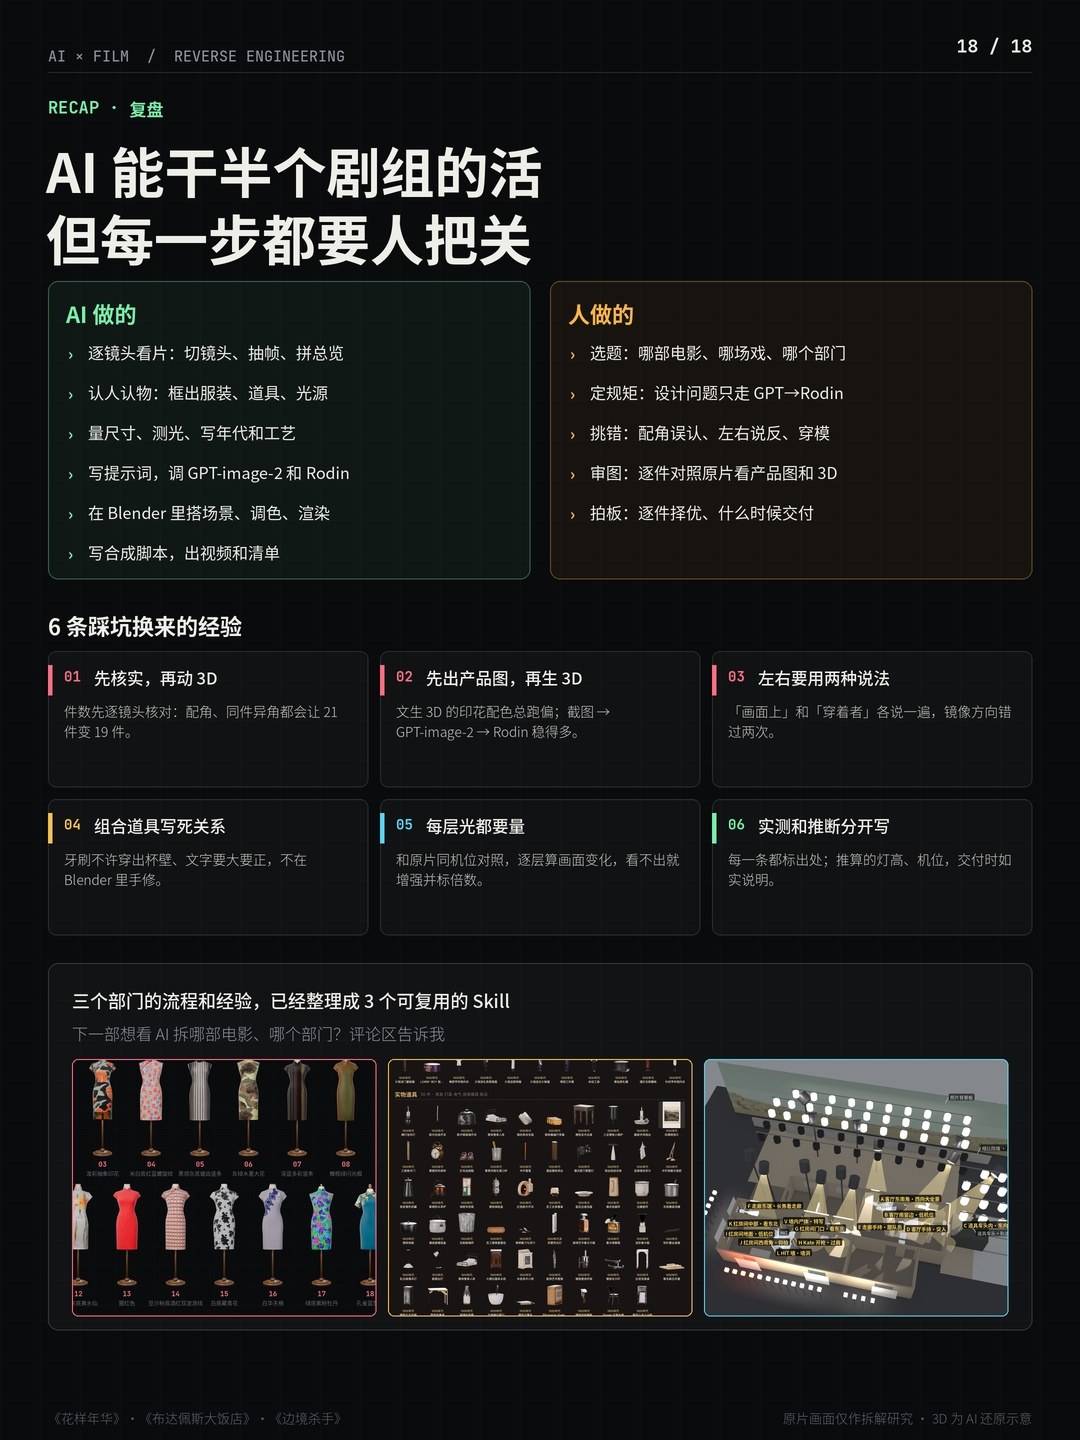 AI × FILM / REVERSE ENGINEERING
18 / 18
RECAP · 复盘
AI 能干半个剧组的活
但每一步都要人把关
AI 做的
› 逐镜头看片：切镜头、抽帧、拼总览
› 认人认物：框出服装、道具、光源
› 量尺寸、测光、写年代和工艺
› 写提示词，调 GPT-image-2 和 Rodin
› 在 Blender 里搭场景、调色、渲染
› 写合成脚本，出视频和清单
人做的
› 选题：哪部电影、哪场戏、哪个部门
› 定规矩：设计问题只走 GPT→Rodin
› 挑错：配角误认、左右说反、穿模
› 审图：逐件对照原片看产品图和 3D
› 拍板：逐件择优、什么时候交付
6 条踩坑换来的经验
01 先核实，再动 3D
件数先逐镜头核对：配角、同件异角都会让 21
件变 19 件。
02 先出产品图，再生 3D
文生 3D 的印花配色总跑偏；截图 →
GPT-image-2 → Rodin 稳得多。
03 左右要用两种说法
「画面上」和「穿着者」各说一遍，镜像方向错
过两次。
04 组合道具写死关系
牙刷不许穿出杯壁、文字要大要正，不在
Blender 里手修。
05 每层光都要量
和原片同机位对照，逐层算画面变化，看不出就
增强并标倍数。
06 实测和推断分开写
每一条都标出处；推算的灯高、机位，交付时如
实说明。
三个部门的流程和经验，已经整理成 3 个可复用的 Skill
下一部想看 AI 拆哪部电影、哪个部门？评论区告诉我
03 04 05 06 07 08
12 13 14 15 16 17 18
实物道具
《花样年华》·《布达佩斯大饭店》·《边境杀手》
原片画面仅作拆解研究 · 3D 为 AI 还原示意